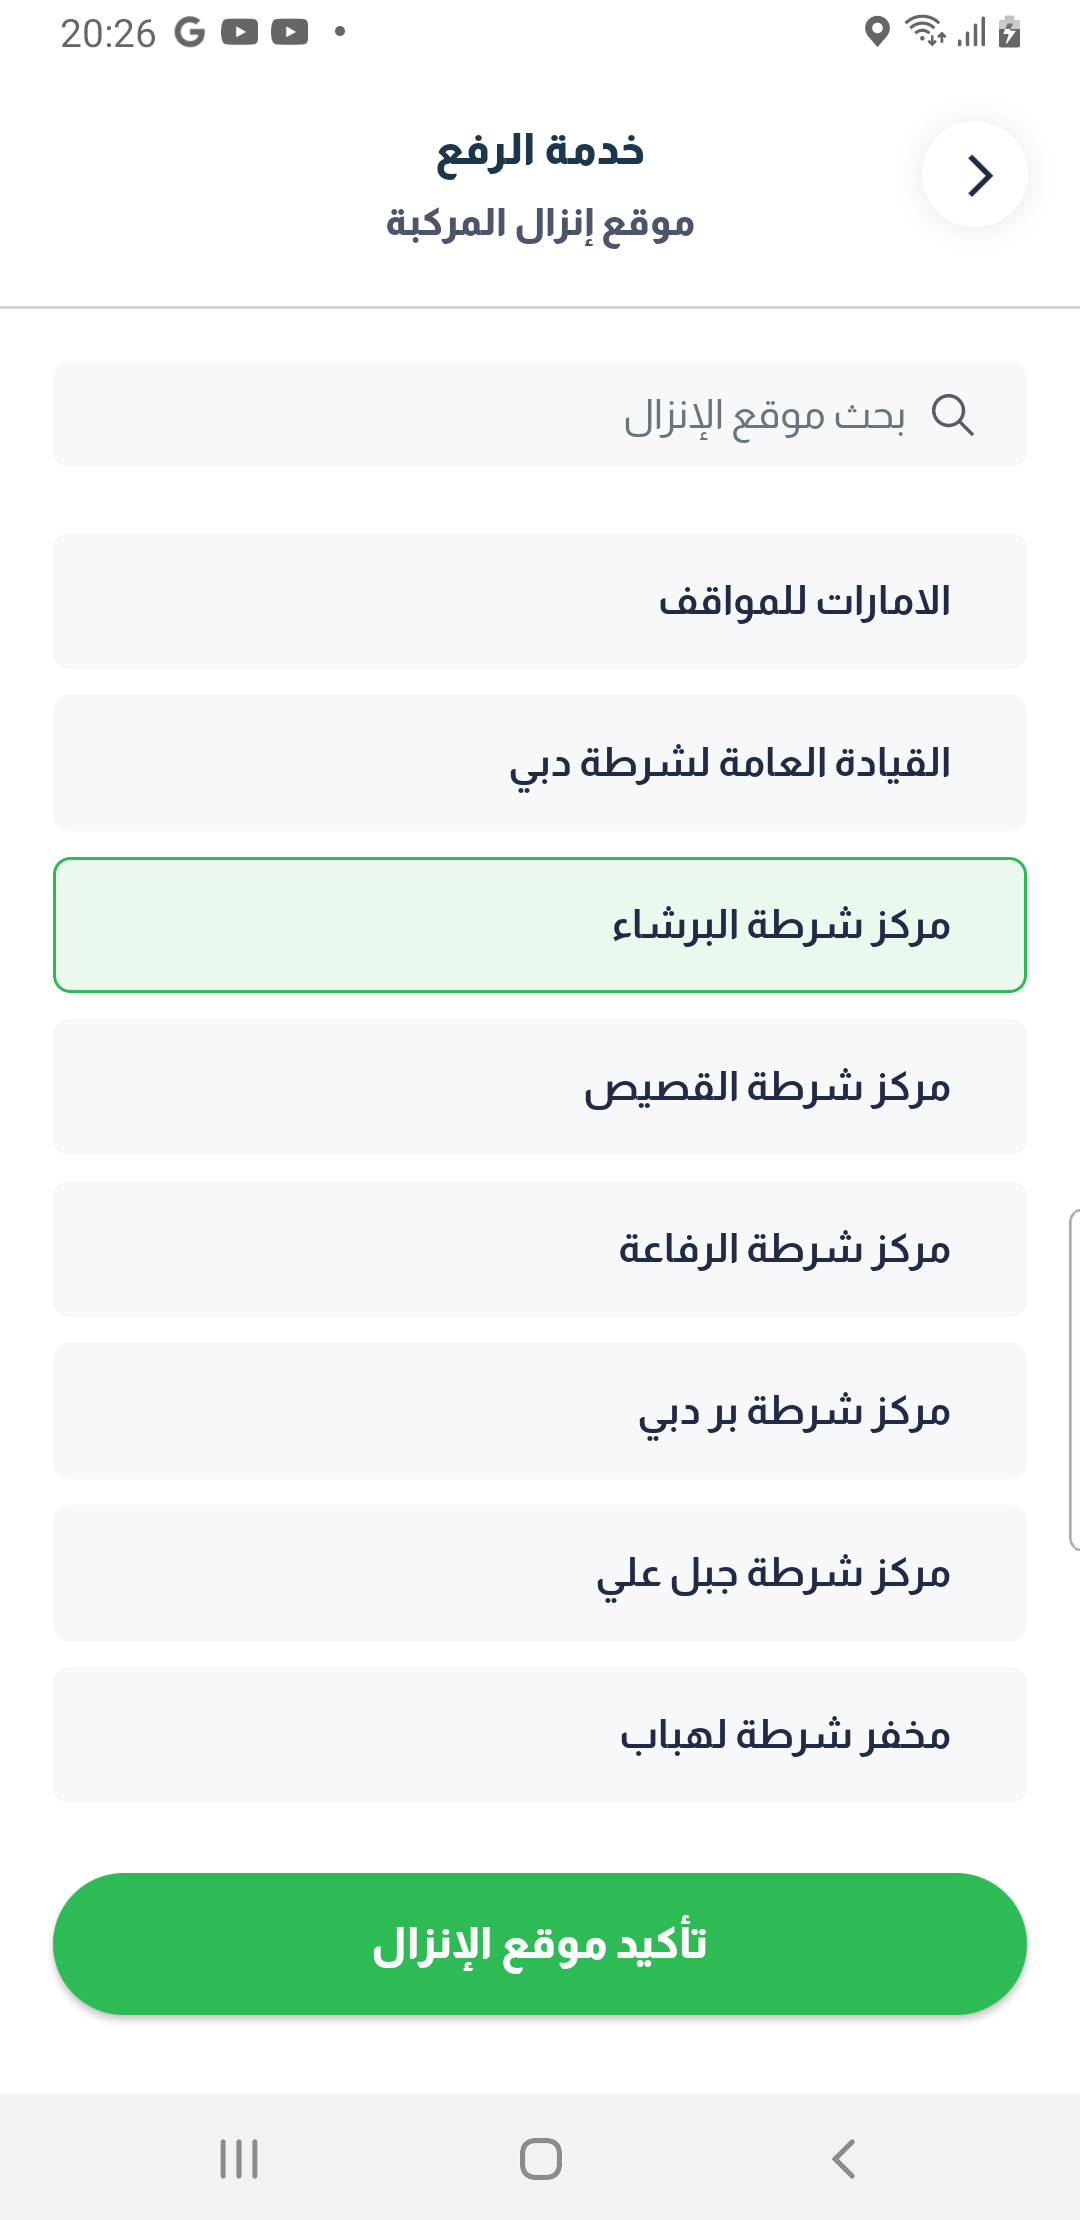 20:26
خدمة الرفع
موقع إنزال المركبة
بحث موقع الإنزال
الامارات للمواقف
القيادة العامة لشرطة دبي
مركز شرطة البرشاء
مركز شرطة القصيص
مركز شرطة الرفاعة
مركز شرطة بر دبي
مركز شرطة جبل علي
مخفر شرطة لهباب
تأكيد موقع الإنزال